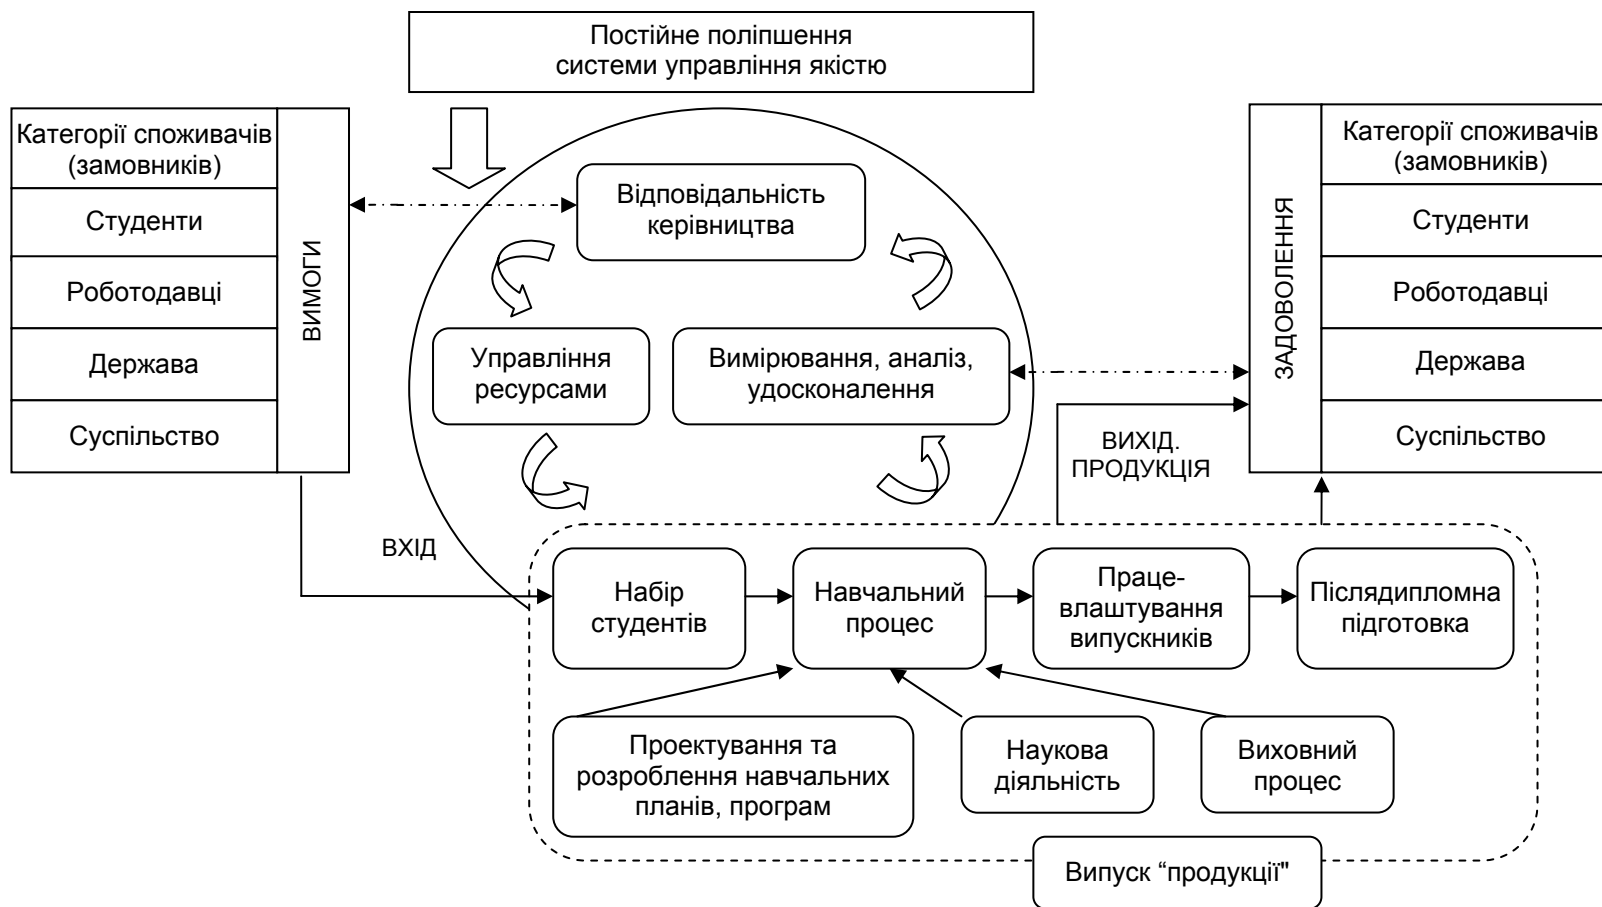 Постійне поліпшення
системи управління якістю
Категорії споживачів
(замовників)
Студенти
Роботодавці
Держава
Суспільство
ВИМОГИ
Відповідальність
керівництва
Управління
ресурсами
Вимірювання, аналіз,
удосконалення
ЗАДОВОЛЕННЯ
Категорії споживачів
(замовників)
Студенти
Роботодавці
Держава
Суспільство
ВИХІД.
ПРОДУКЦІЯ
ВХІД
Набір
студентів
Навчальний
процес
Праце-
влаштування
випускників
Післядипломна
підготовка
Проектування та
розроблення навчальних
планів, програм
Наукова
діяльність
Виховний
процес
Випуск “продукції"